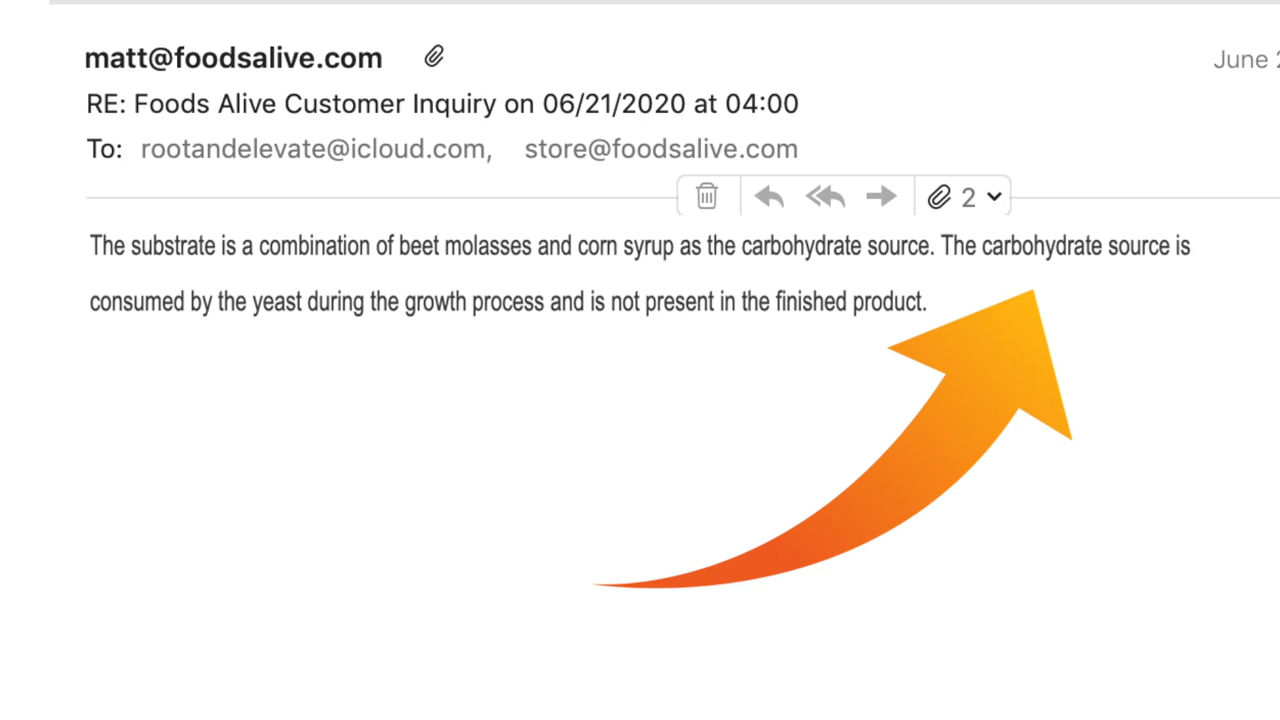 matt@foodsalive.com
June 2
RE: Foods Alive Customer Inquiry on 06/21/2020 at 04:00
To: rootandelevate@icloud.com, store@foodsalive.com
2
The substrate is a combination of beet molasses and corn syrup as the carbohydrate source. The carbohydrate source is
consumed by the yeast during the growth process and is not present in the finished product.